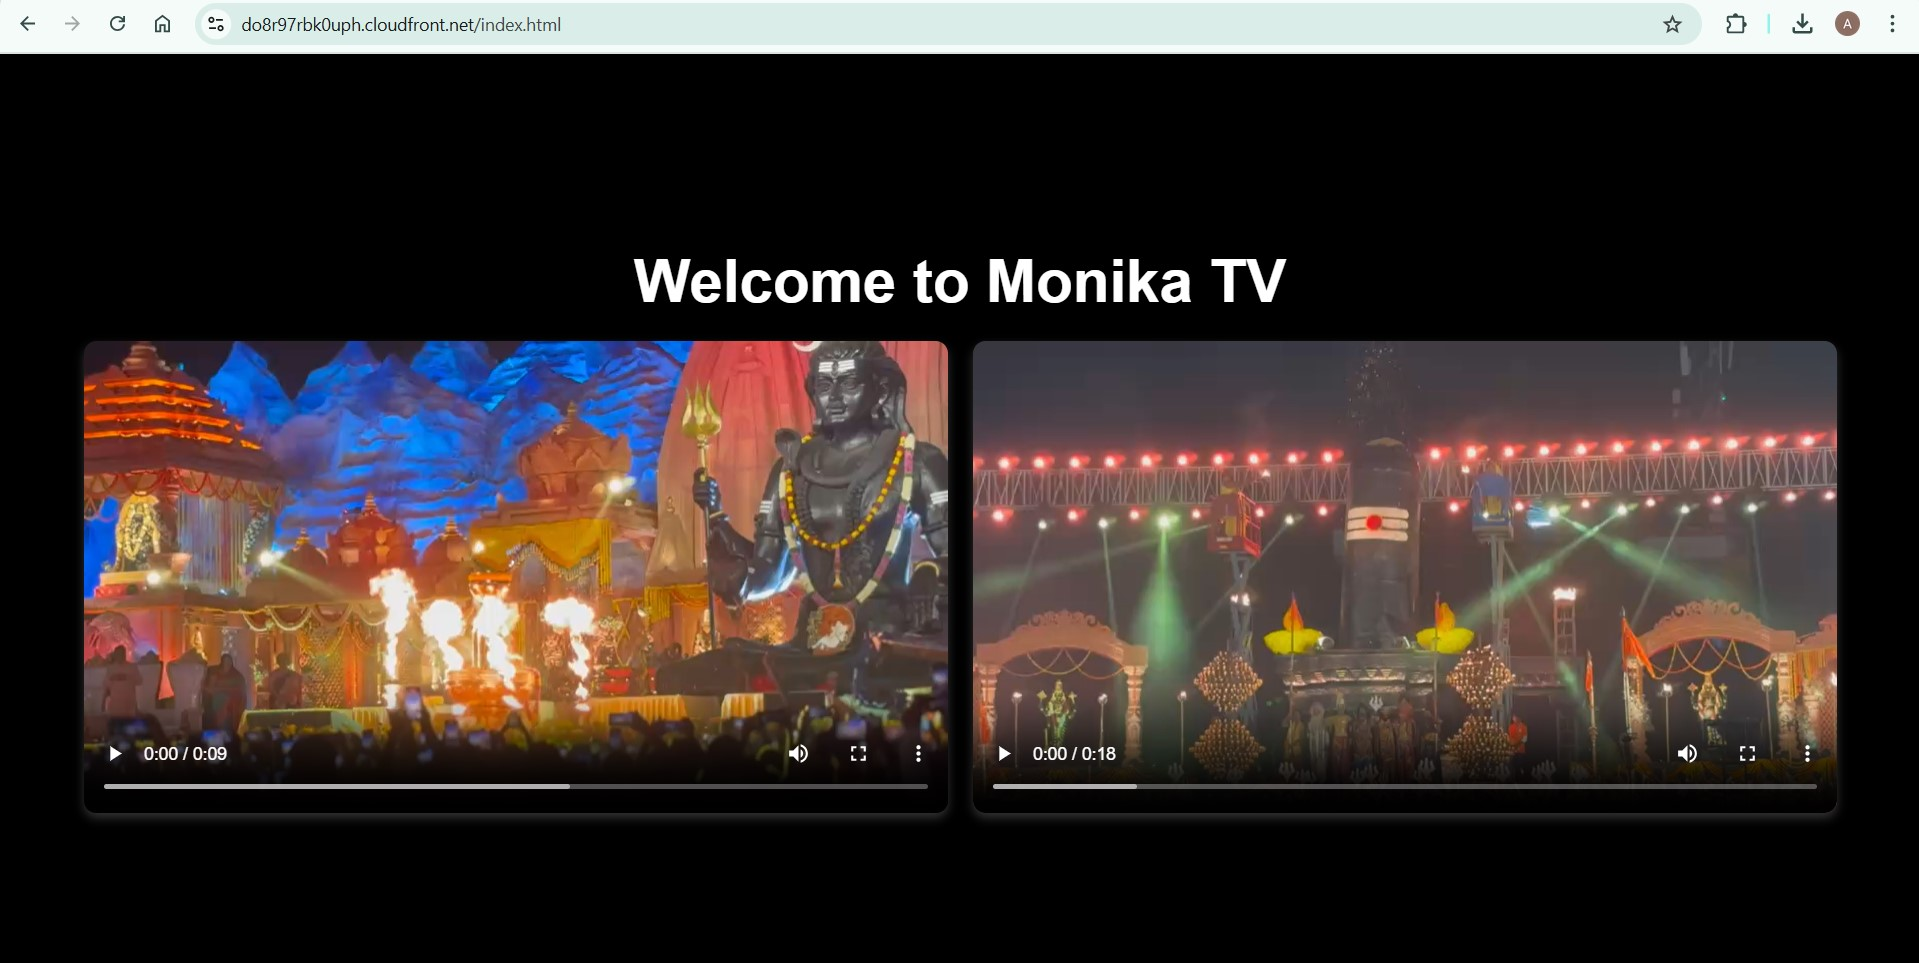 do8r97rbk0uph.cloudfront.net/index.html
A
Welcome to Monika TV
0:00 / 0:09
0:00 / 0:18